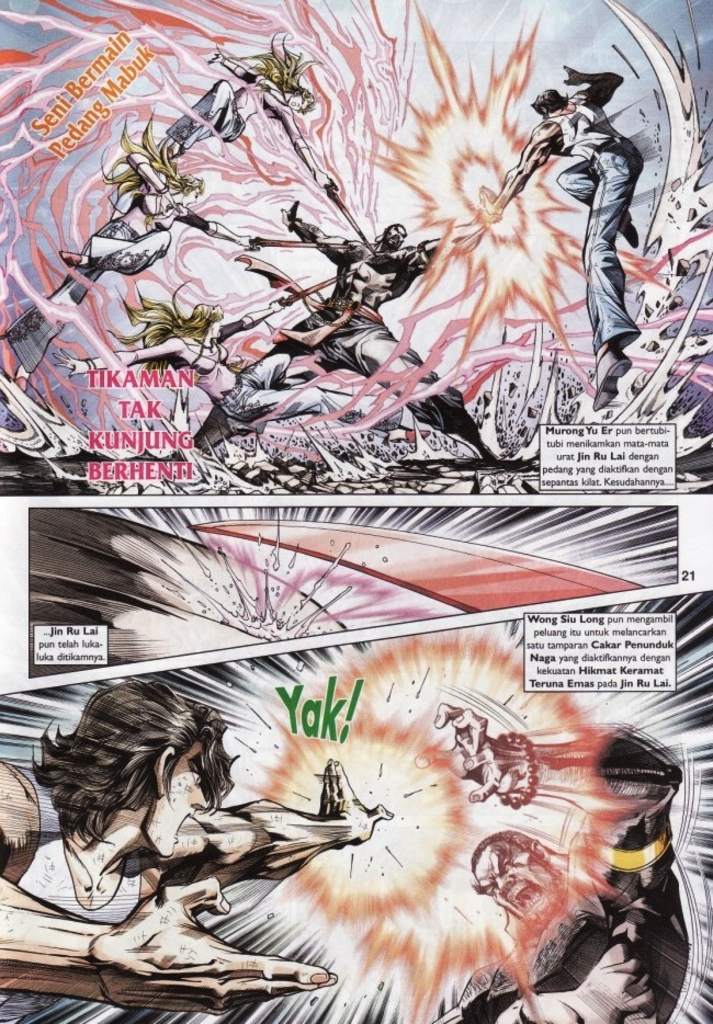 Seni Bermain
Pedang Mabuk
TIKAMAN
TAK
KUNJUNG
BERHENTI
Murong Yu Er pun bertubi-
tubi menikamkan mata-mata
urat Jin Ru Lai dengan
pedang yang diaktifkan dengan
sepantas kilat. Kesudahannya....
21
...Jin Ru Lai
pun telah luka-
luka ditikamnya.
Wong Siu Long pun mengambil
peluang itu untuk melancarkan
satu tamparan Cakar Penunduk
Naga yang diaktifkannya dengan
kekuatan Hikmat Keramat
Teruna Emas pada Jin Ru Lai.
Yak!